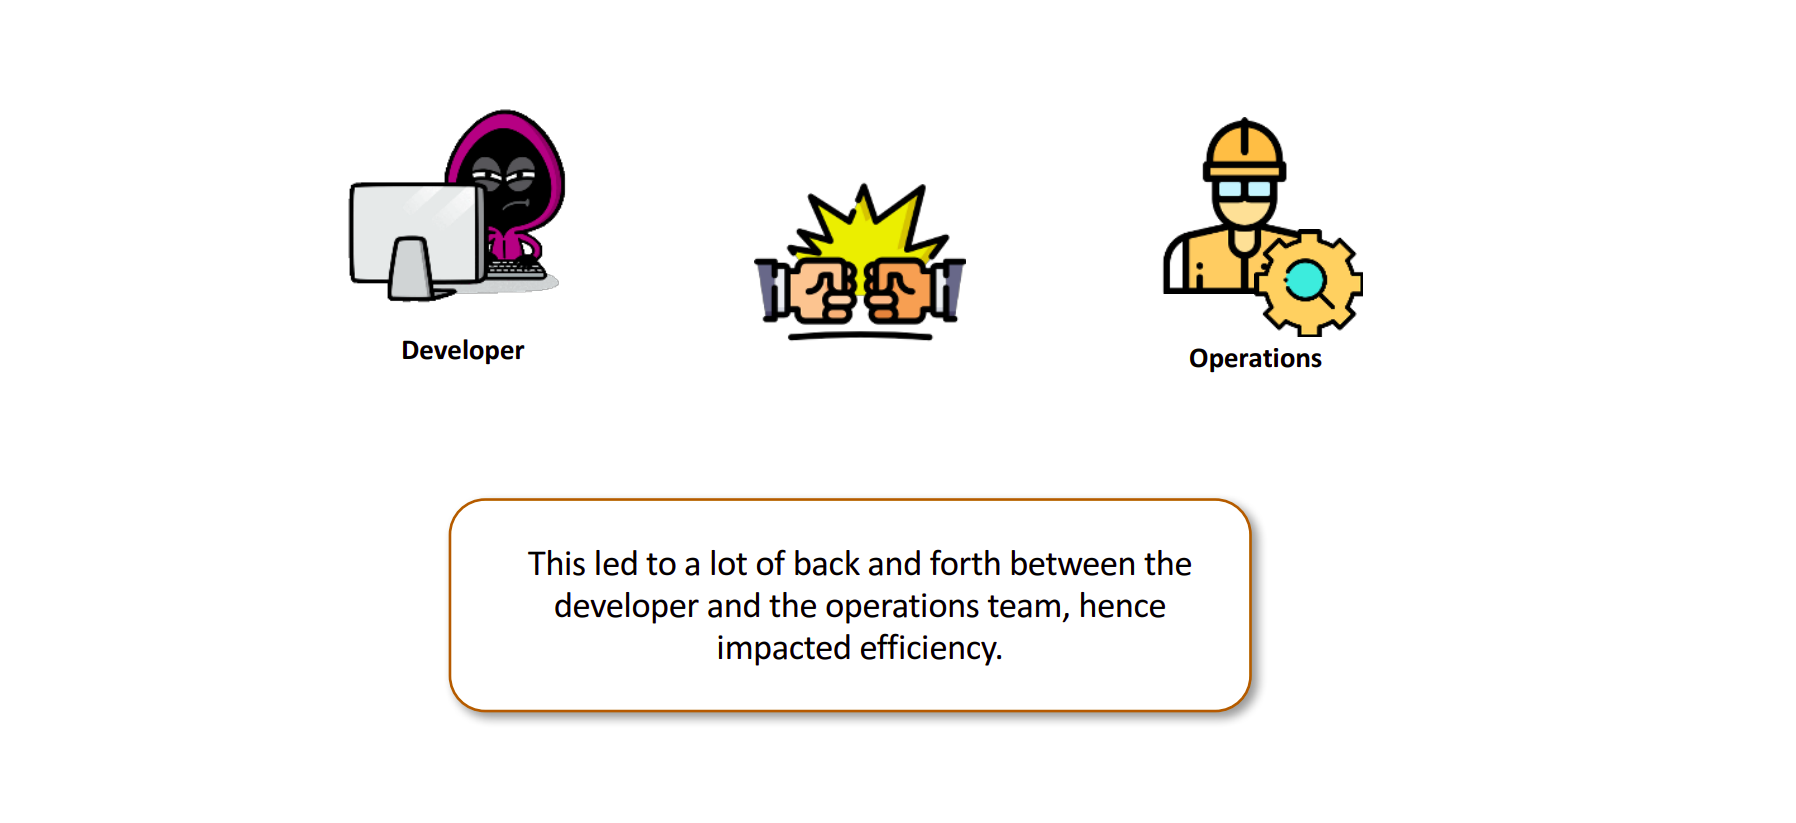 Developer
Operations
This led to a lot of back and forth between the
developer and the operations team, hence
impacted efficiency.